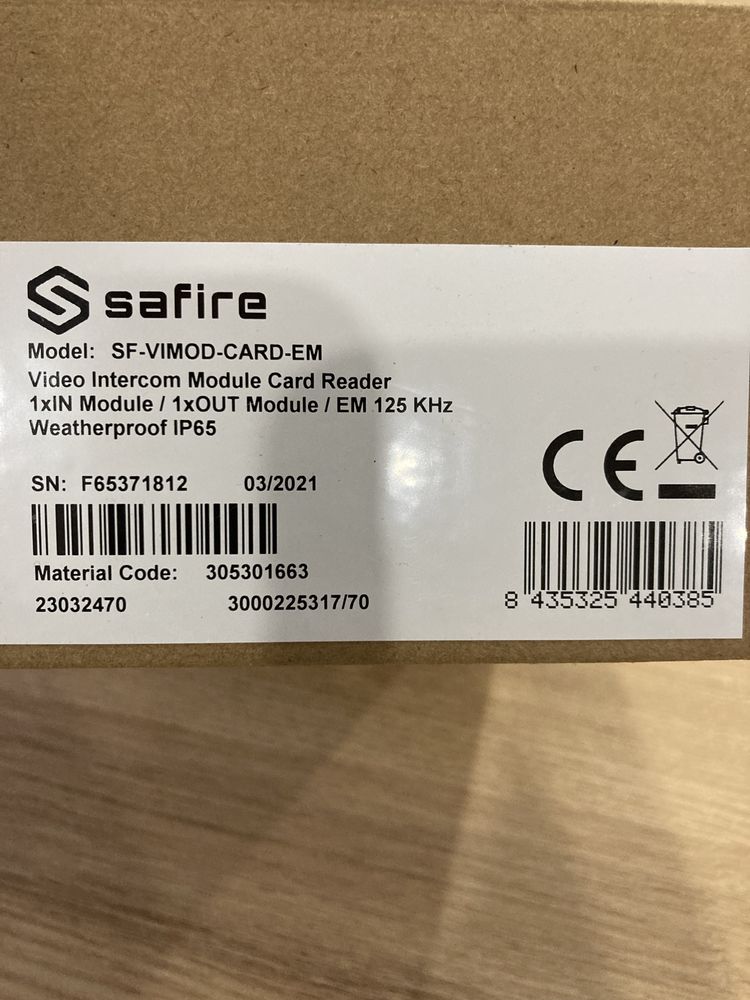 safire
Model: SF-VIMOD-CARD-EM
Video Intercom Module Card Reader
1xIN Module / 1xOUT Module / EM 125 KHz
Weatherproof IP65
SN: F65371812 03/2021
CE
Material Code: 305301663
23032470 3000225317/70
8 435325 440385